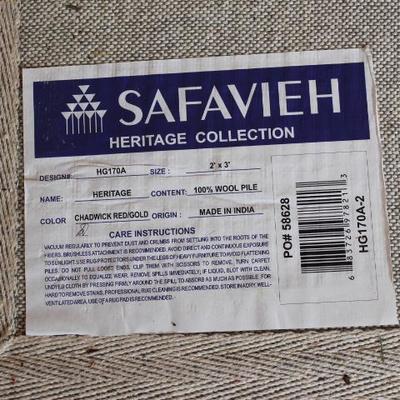 SAFAVIEH
HERITAGE COLLECTION
DESIGN#: HG170A SIZE : 2' x 3'
NAME: HERITAGE CONTENT: 100% WOOL PILE
COLOR CHADWICK RED/GOLD ORIGIN : MADE IN INDIA
CARE INSTRUCTIONS
VACUUM REGULARLY TO PREVENT DUST AND CRUMBS FROM SETTLING INTO THE ROOTS OF THE
FIBERS. BRUSHLESS ATTACHMENT IS RECOMMENDED. AVOID DIRECT AND CONTINUOUS EXPOSURE
TO SUNLIGHT. USE RUG PROTECTORS UNDER THE LEGS OF HEAVY FURNITURE TO AVOID FLATTENING
PILES. DO NOT PULL LOOSE ENDS. CLIP THEM WITH SCISSORS TO REMOVE. TURN CARPET
OCCASIONALLY TO EQUALIZE WEAR. REMOVE SPILLS IMMEDIATELY; IF LIQUID, BLOT WITH CLEAN,
UNDYED CLOTH BY PRESSING FIRMLY AROUND THE SPILL TO ABSORB AS MUCH AS POSSIBLE. FOR
HARD TO REMOVE STAINS, PROFESSIONAL RUG CLEANING IS RECOMMENDED. STORE IN A DRY, WELL-
VENTILATED AREA. USE OF A RUG PAD IS RECOMMENDED.
PO# 58628
6 83726 97821 3
HG170A-2